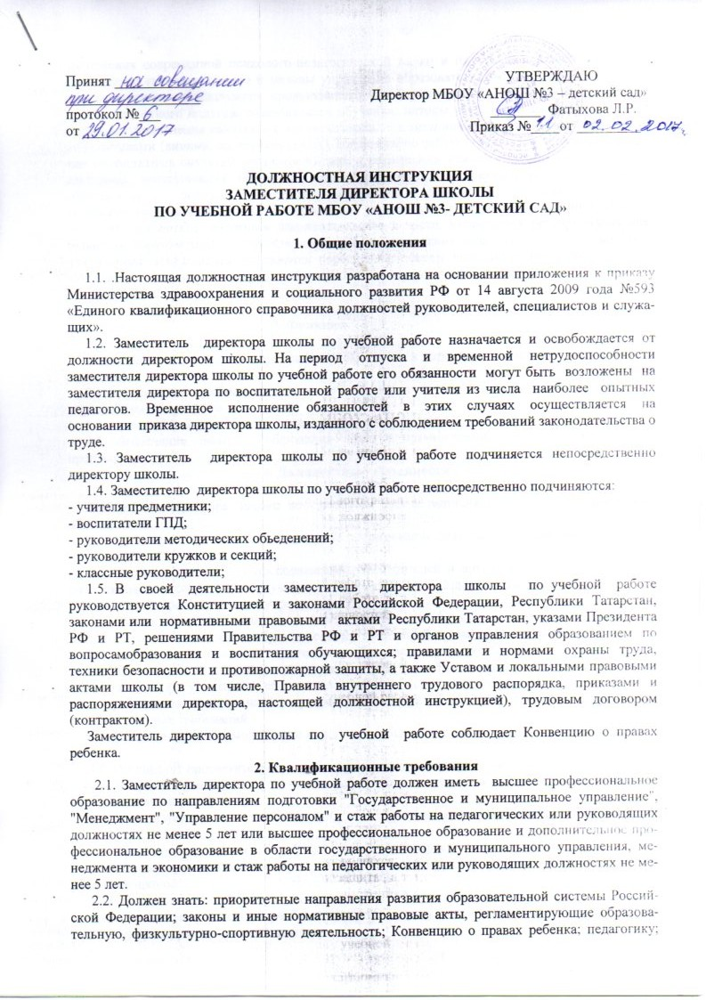 Принят на совещании
при директоре
протокол № 6
от 29.01.2017
УТВЕРЖДАЮ
Директор МБОУ «АНОШ №3 – детский сад»
Фатыхова Л.Р.
Приказ № 11 от 02.02.2017г.
ДОЛЖНОСТНАЯ ИНСТРУКЦИЯ
ЗАМЕСТИТЕЛЯ ДИРЕКТОРА ШКОЛЫ
ПО УЧЕБНОЙ РАБОТЕ МБОУ «АНОШ №3- ДЕТСКИЙ САД»
1. Общие положения
1.1. .Настоящая должностная инструкция разработана на основании приложения к приказу
Министерства здравоохранения и социального развития РФ от 14 августа 2009 года №593
«Единого квалификационного справочника должностей руководителей, специалистов и служа-
щих».
1.2. Заместитель директора школы по учебной работе назначается и освобождается от
должности директором школы. На период отпуска и временной нетрудоспособности
заместителя директора школы по учебной работе его обязанности могут быть возложены на
заместителя директора по воспитательной работе или учителя из числа наиболее опытных
педагогов. Временное исполнение обязанностей в этих случаях осуществляется на
основании приказа директора школы, изданного с соблюдением требований законодательства о
труде.
1.3. Заместитель директора школы по учебной работе подчиняется непосредственно
директору школы.
1.4. Заместителю директора школы по учебной работе непосредственно подчиняются:
- учителя предметники;
- воспитатели ГПД;
- руководители методических обьеденений;
- руководители кружков и секций;
- классные руководители;
1.5. В своей деятельности заместитель директора школы по учебной работе
руководствуется Конституцией и законами Российской Федерации, Республики Татарстан,
законами или нормативными правовыми актами Республики Татарстан, указами Президента
РФ и РТ, решениями Правительства РФ и РТ и органов управления образованием по
вопросамобразования и воспитания обучающихся; правилами и нормами охраны труда,
техники безопасности и противопожарной защиты, а также Уставом и локальными правовыми
актами школы (в том числе, Правила внутреннего трудового распорядка, приказами и
распоряжениями директора, настоящей должностной инструкцией), трудовым договором
(контрактом).
Заместитель директора школы по учебной работе соблюдает Конвенцию о правах
ребенка.
2. Квалификационные требования
2.1. Заместитель директора по учебной работе должен иметь высшее профессиональное
образование по направлениям подготовки "Государственное и муниципальное управление",
"Менеджмент", "Управление персоналом" и стаж работы на педагогических или руководящих
должностях не менее 5 лет или высшее профессиональное образование и дополнительное про-
фессиональное образование в области государственного и муниципального управления, ме-
неджмента и экономики и стаж работы на педагогических или руководящих должностях не ме-
нее 5 лет.
2.2. Должен знать: приоритетные направления развития образовательной системы Россий-
ской Федерации; законы и иные нормативные правовые акты, регламентирующие образова-
тельную, физкультурно-спортивную деятельность; Конвенцию о правах ребенка; педагогику;